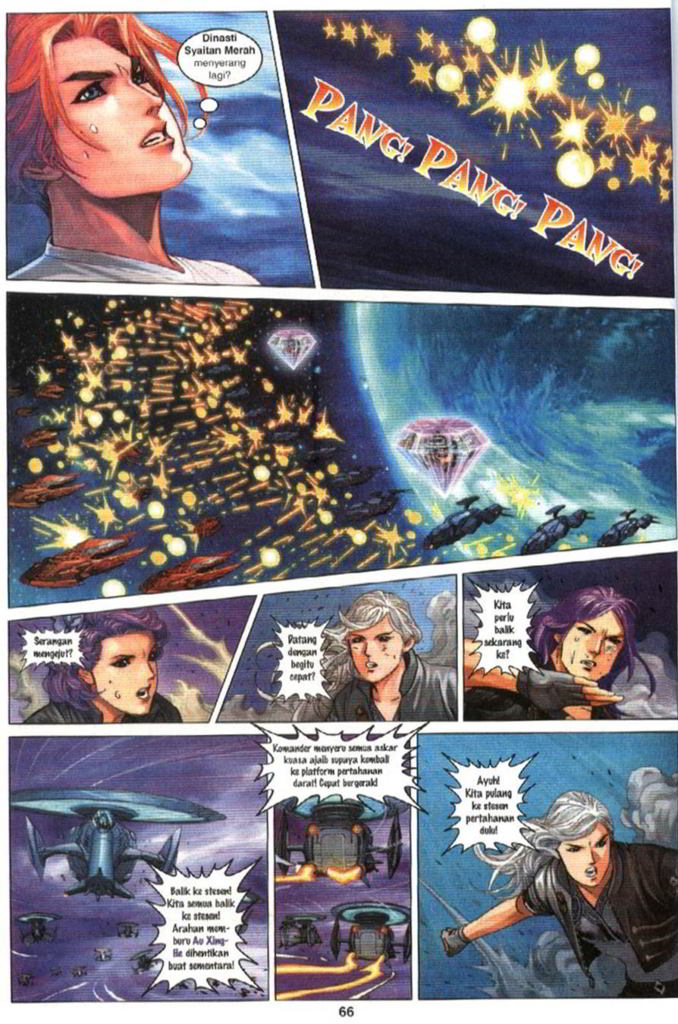 Dinasti
Syaitan Merah
menyerang
lagi?
PANG! PANG! PANG!
Serangan
mengejut?
Datang
dengan
begitu
cepat?
Kita
perlu
balik
sekarang
ke?
Balik ke stesen!
Kita semua balik
ke stesen!
Arahan mem-
buru Au Xing-
He dihentikan
buat sementara!
Komander menyeru semua askar
kuasa ajaib supaya kembali
ke platform pertahanan
darat! Cepat bergerak!
Ayuh!
Kita pulang
ke stesen
pertahanan
dulu!
66